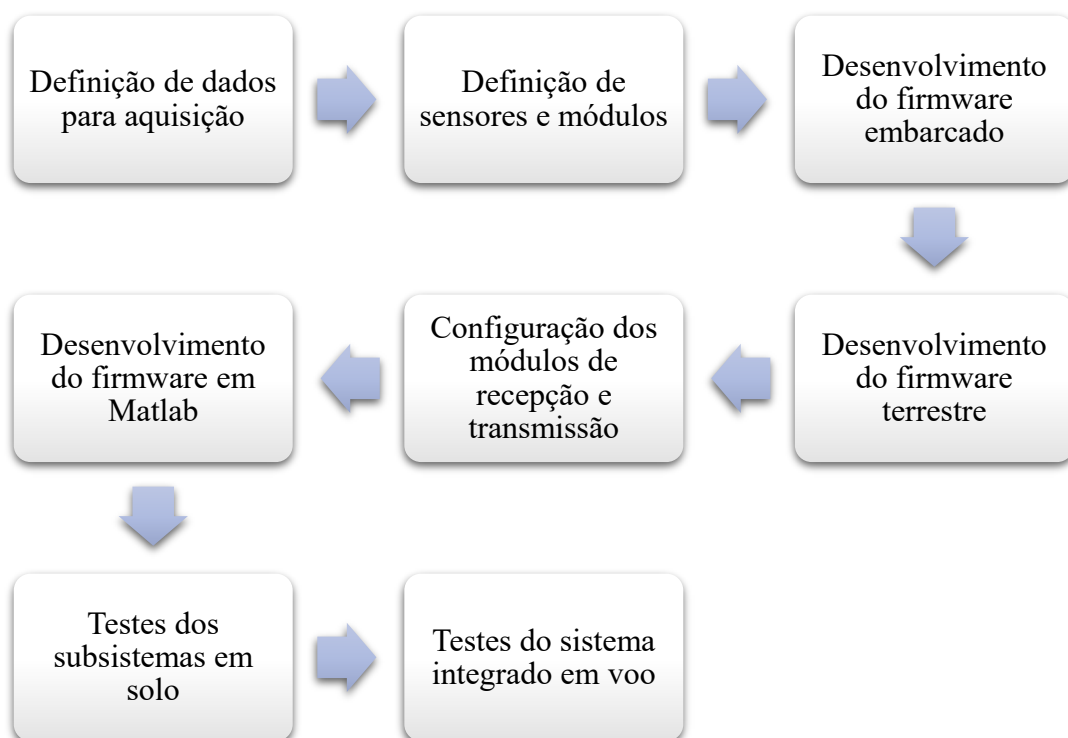 Definição de dados
para aquisição
Definição de
sensores e módulos
Desenvolvimento
do firmware
embarcado
Desenvolvimento
do firmware
terrestre
Configuração dos
módulos de
recepção e
transmissão
Desenvolvimento
do firmware em
Matlab
Testes dos
subsistemas em
solo
Testes do sistema
integrado em voo